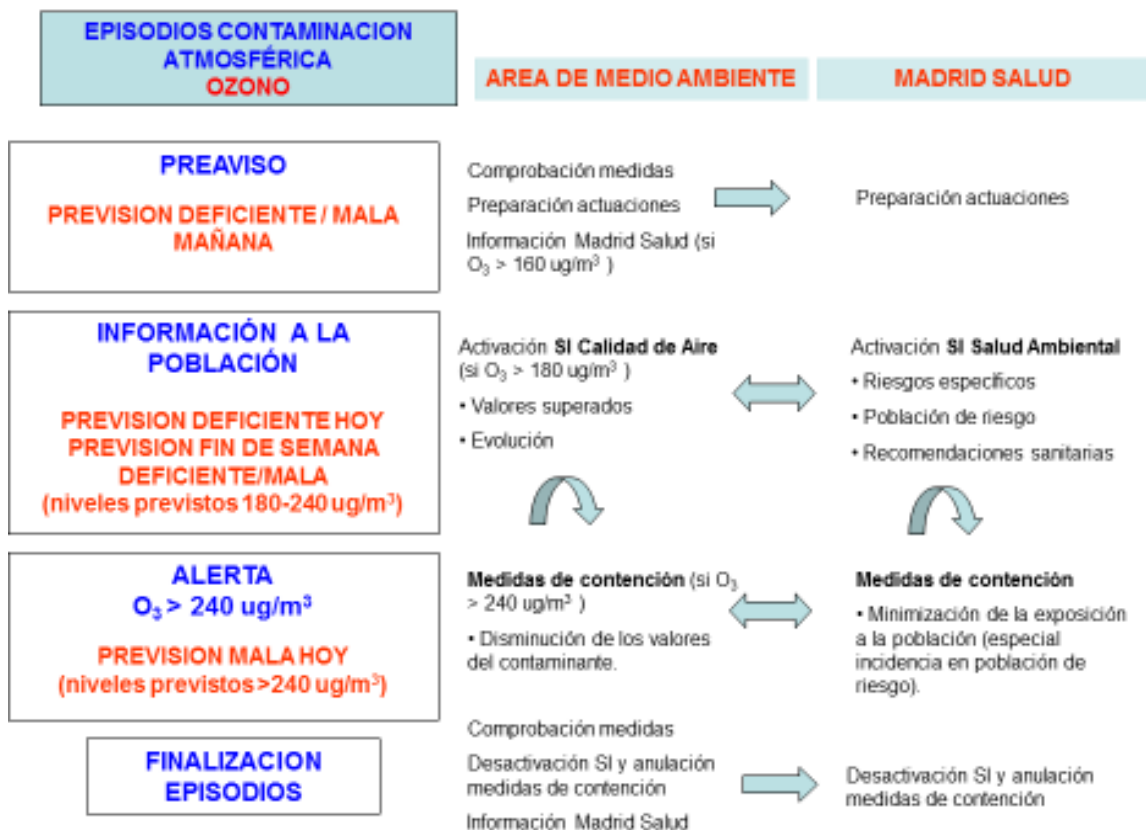 EPISODIOS CONTAMINACION
ATMOSFÉRICA
OZONO
AREA DE MEDIO AMBIENTE
MADRID SALUD
PREAVISO
PREVISION DEFICIENTE / MALA
MAÑANA
Comprobación medidas
Preparación actuaciones
Información Madrid Salud (si
O₃ > 160 ug/m³ )
Preparación actuaciones
INFORMACIÓN A LA
POBLACIÓN
PREVISION DEFICIENTE HOY
PREVISION FIN DE SEMANA
DEFICIENTE/MALA
(niveles previstos 180-240 ug/m³)
Activación SI Calidad de Aire
(si O₃ > 180 ug/m³ )
• Valores superados
• Evolución
Activación SI Salud Ambiental
• Riesgos específicos
• Población de riesgo
• Recomendaciones sanitarias
ALERTA
O₃ > 240 ug/m³
PREVISION MALA HOY
(niveles previstos >240 ug/m³)
Medidas de contención (si O₃
> 240 ug/m³ )
• Disminución de los valores
del contaminante.
Medidas de contención
• Minimización de la exposición
a la población (especial
incidencia en población de
riesgo).
FINALIZACION
EPISODIOS
Comprobación medidas
Desactivación SI y anulación
medidas de contención
Información Madrid Salud
Desactivación SI y anulación
medidas de contención